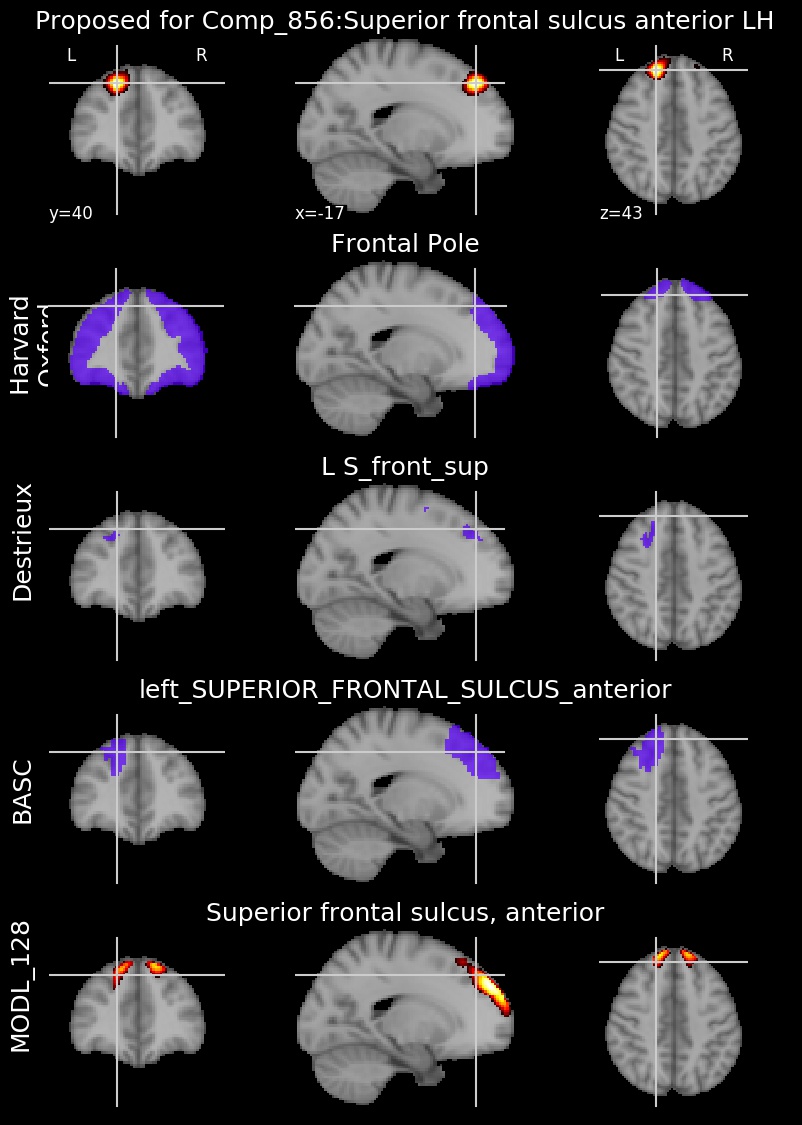 Proposed for Comp_856:Superior frontal sulcus anterior LH
L R
L R
y=40
x=-17
z=43
Frontal Pole
Harvard
Oxford
L S_front_sup
Destrieux
left_SUPERIOR_FRONTAL_SULCUS_anterior
BASC
Superior frontal sulcus, anterior
MODL_128